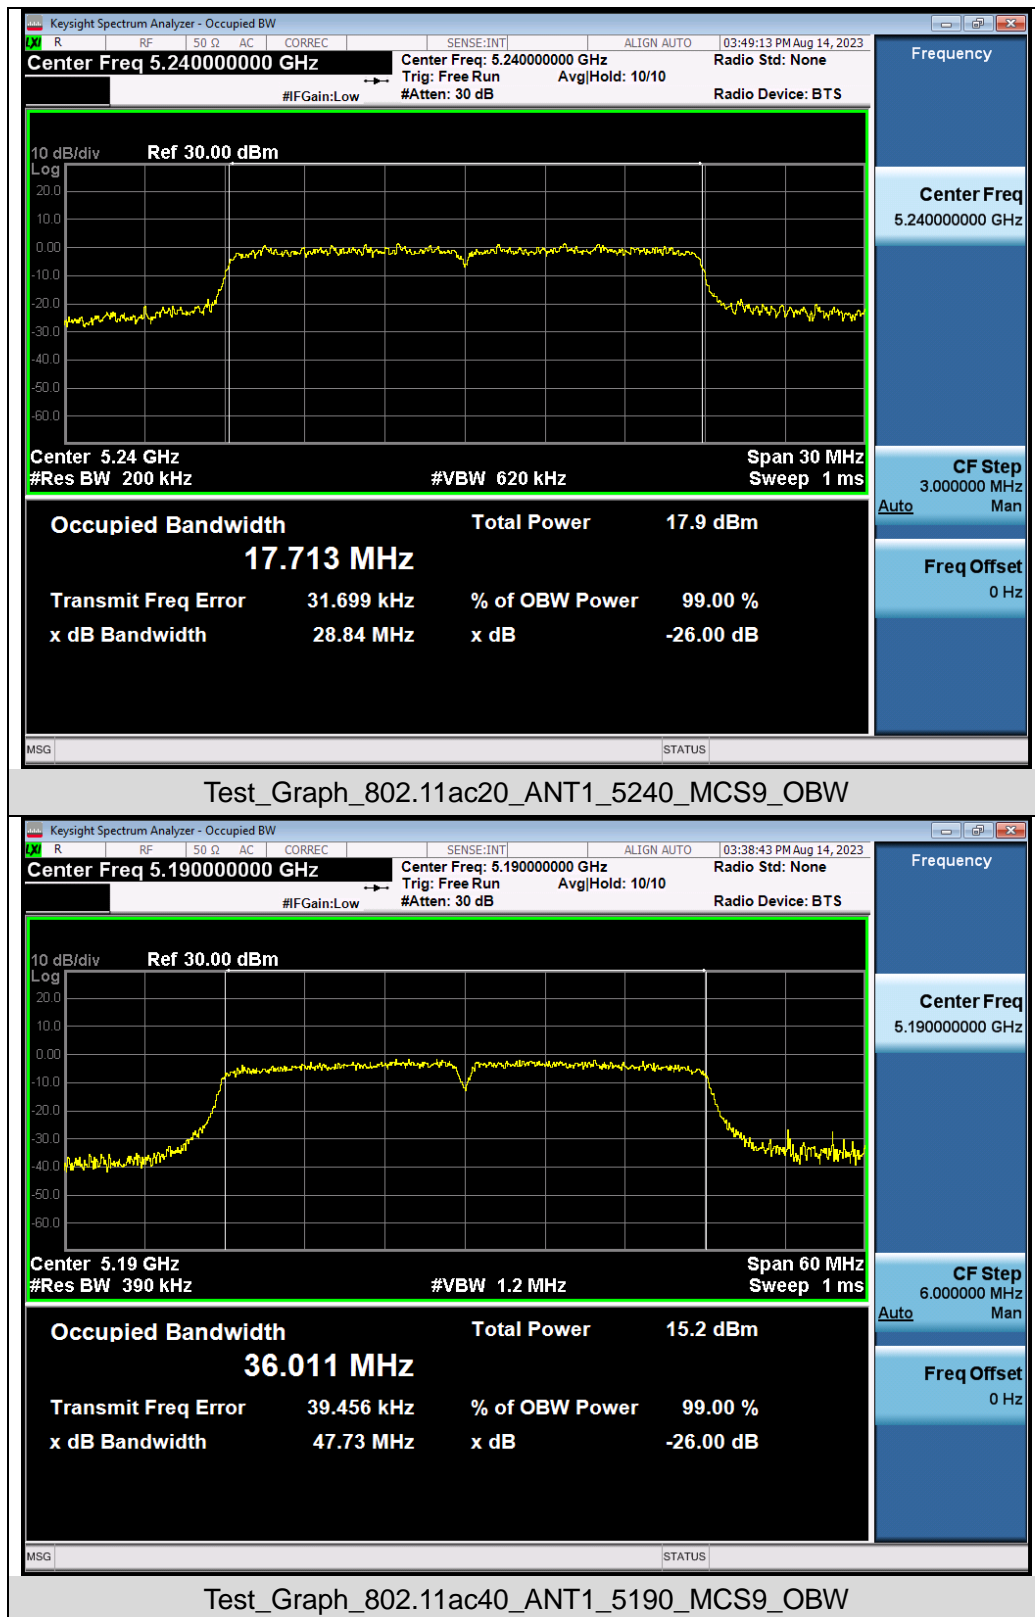 Keysight Spectrum Analyzer - Occupied BW
LXI R RF 50 Ω AC CORREC SENSE:INT ALIGN AUTO 03:49:13 PM Aug 14, 2023
Center Freq 5.240000000 GHz
Center Freq: 5.240000000 GHz
Radio Std: None
Trig: Free Run Avg|Hold: 10/10
#IFGain:Low #Atten: 30 dB Radio Device: BTS
10 dB/div Ref 30.00 dBm
Log
20.0
10.0
0.00
-10.0
-20.0
-30.0
-40.0
-50.0
-60.0
Center 5.24 GHz Span 30 MHz
#Res BW 200 kHz #VBW 620 kHz Sweep 1 ms
Occupied Bandwidth Total Power 17.9 dBm
17.713 MHz
Transmit Freq Error 31.699 kHz % of OBW Power 99.00 %
x dB Bandwidth 28.84 MHz x dB -26.00 dB
MSG STATUS
Frequency
Center Freq
5.240000000 GHz
CF Step
3.000000 MHz
Auto Man
Freq Offset
0 Hz
Test_Graph_802.11ac20_ANT1_5240_MCS9_OBW
Keysight Spectrum Analyzer - Occupied BW
LXI R RF 50 Ω AC CORREC SENSE:INT ALIGN AUTO 03:38:43 PM Aug 14, 2023
Center Freq 5.190000000 GHz
Center Freq: 5.190000000 GHz
Radio Std: None
Trig: Free Run Avg|Hold: 10/10
#IFGain:Low #Atten: 30 dB Radio Device: BTS
10 dB/div Ref 30.00 dBm
Log
20.0
10.0
0.00
-10.0
-20.0
-30.0
-40.0
-50.0
-60.0
Center 5.19 GHz Span 60 MHz
#Res BW 390 kHz #VBW 1.2 MHz Sweep 1 ms
Occupied Bandwidth Total Power 15.2 dBm
36.011 MHz
Transmit Freq Error 39.456 kHz % of OBW Power 99.00 %
x dB Bandwidth 47.73 MHz x dB -26.00 dB
MSG STATUS
Frequency
Center Freq
5.190000000 GHz
CF Step
6.000000 MHz
Auto Man
Freq Offset
0 Hz
Test_Graph_802.11ac40_ANT1_5190_MCS9_OBW